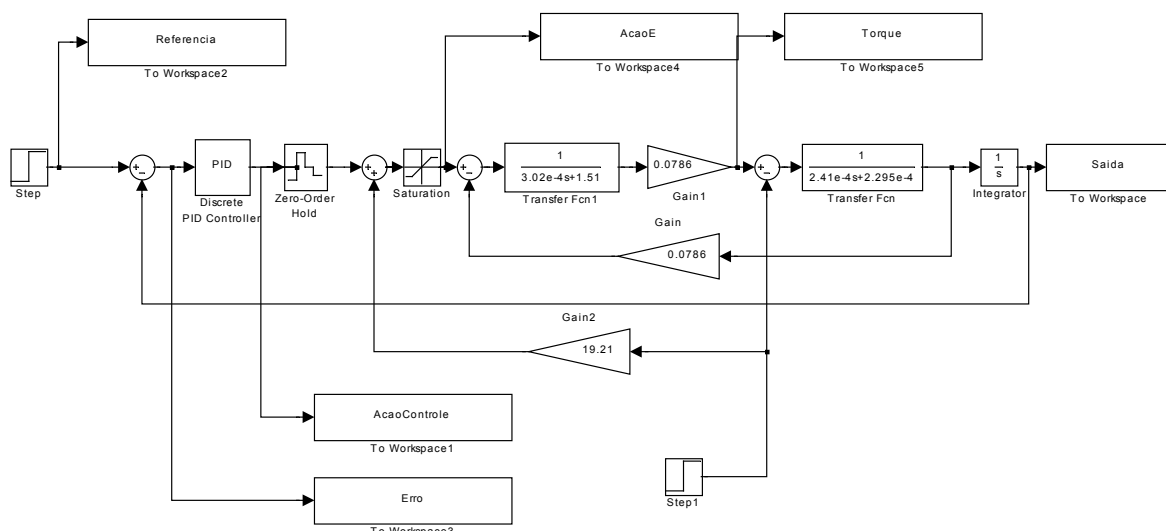 Referencia
To Workspace2
AcaoE
To Workspace4
Torque
To Workspace5
Step
PID
Discrete
PID Controller
Zero-Order
Hold
Saturation
1
3.02e-4s+1.51
Transfer Fcn1
0.0786
Gain1
1
2.41e-4s+2.295e-4
Transfer Fcn
1
s
Integrator
Saida
To Workspace
Gain
0.0786
Gain2
19.21
AcaoControle
To Workspace1
Step1
Erro
To Workspace3